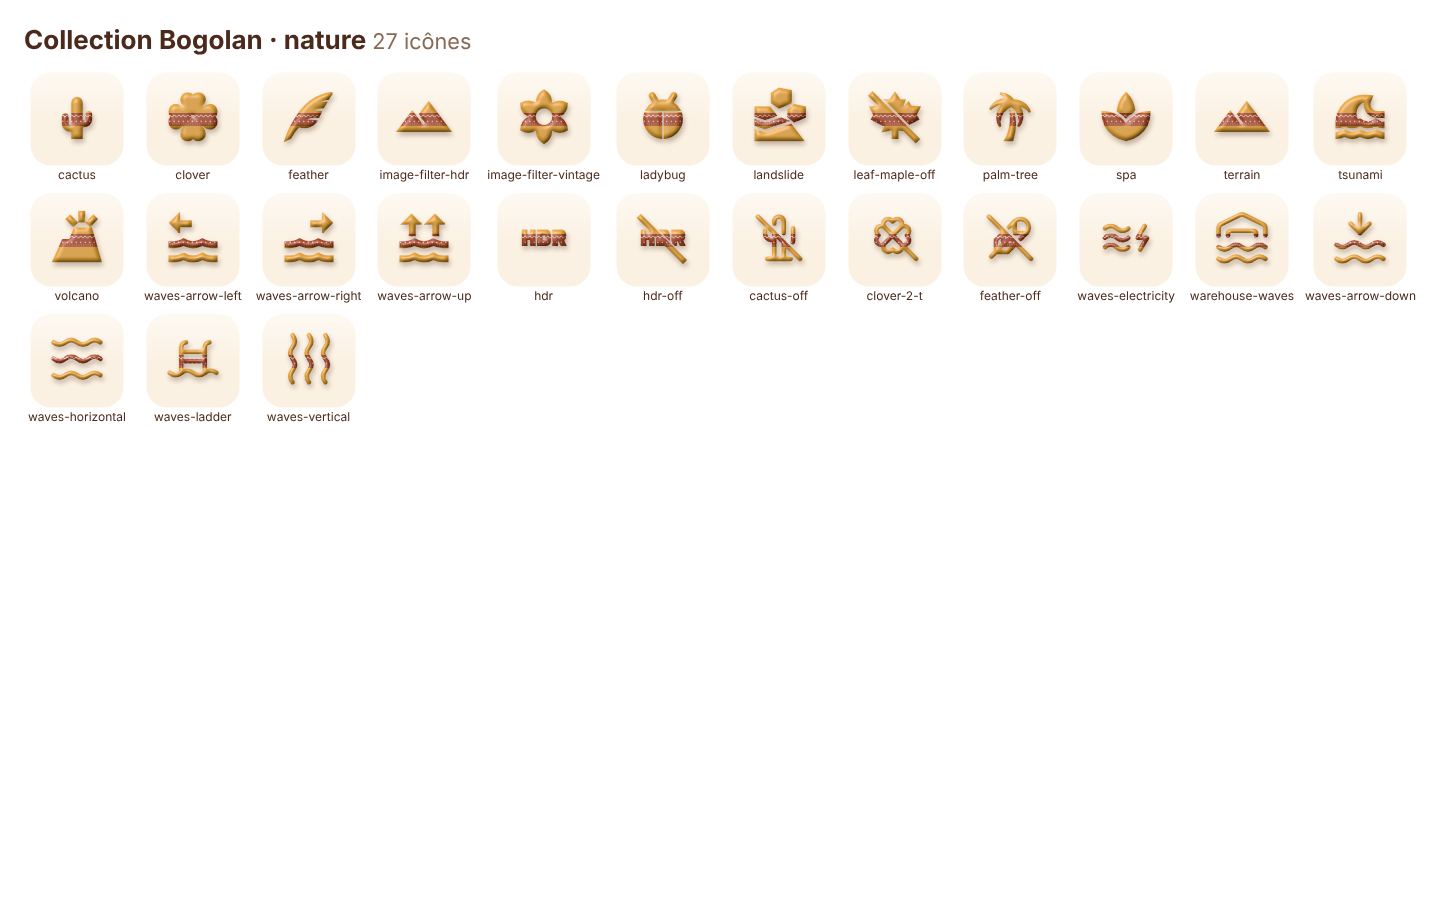 Collection Bogolan · nature 27 icônes
cactus clover feather image-filter-hdr image-filter-vintage ladybug landslide leaf-maple-off palm-tree spa terrain tsunami
HDR HDR
volcano waves-arrow-left waves-arrow-right waves-arrow-up hdr hdr-off cactus-off clover-2-t feather-off waves-electricity warehouse-waves waves-arrow-down
waves-horizontal waves-ladder waves-vertical